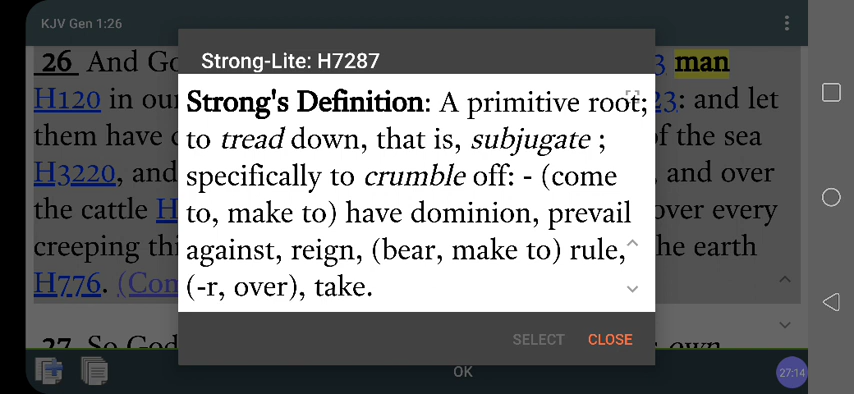 KJV Gen 1:26
Strong-Lite: H7287
26 And Go 3 man
Strong's Definition: A primitive root;
H120 in our 23: and let
to tread down, that is, subjugate ;
them have of the sea
specifically to crumble off: - (come
H3220, and , and over
to, make to) have dominion, prevail
the cattle H over every
against, reign, (bear, make to) rule,
creeping thi he earth
(-r, over), take.
H776. (Con
SELECT CLOSE
27 So God own
OK
27:14